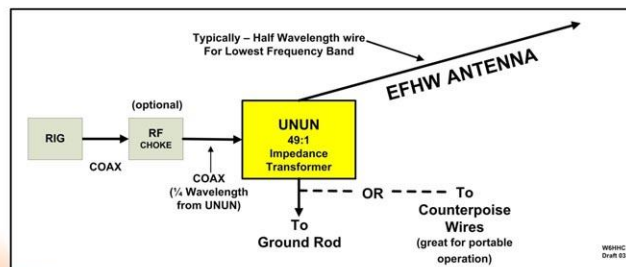 Typically – Half Wavelength wire
For Lowest Frequency Band
EFHW ANTENNA
(optional)
RIG
RF
CHOKE
COAX
UNUN
49:1
Impedance
Transformer
COAX
(¼ Wavelength
from UNUN)
OR
To
Ground Rod
To
Counterpoise
Wires
(great for portable
operation)
W6HHC
Draft 03